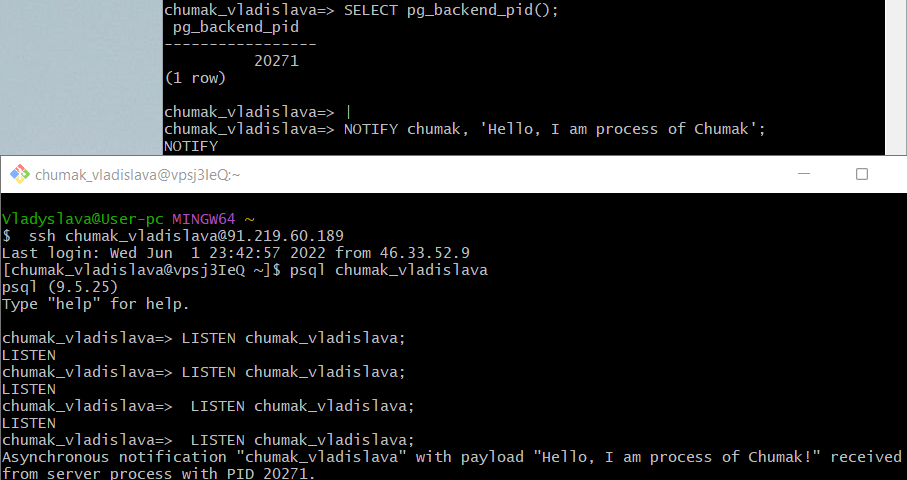 chumak_vladislava=> SELECT pg_backend_pid();
pg_backend_pid
-----------------
20271
(1 row)
chumak_vladislava=> |
chumak_vladislava=> NOTIFY chumak, 'Hello, I am process of Chumak';
NOTIFY
chumak_vladislava@vpsj3IeQ:~
Vladyslava@User-pc MINGW64 ~
$  ssh chumak_vladislava@91.219.60.189
Last login: Wed Jun  1 23:42:57 2022 from 46.33.52.9
[chumak_vladislava@vpsj3IeQ ~]$ psql chumak_vladislava
psql (9.5.25)
Type "help" for help.
chumak_vladislava=> LISTEN chumak_vladislava;
LISTEN
chumak_vladislava=> LISTEN chumak_vladislava;
LISTEN
chumak_vladislava=>  LISTEN chumak_vladislava;
LISTEN
chumak_vladislava=>  LISTEN chumak_vladislava;
Asynchronous notification "chumak_vladislava" with payload "Hello, I am process of Chumak!" received
from server process with PID 20271.